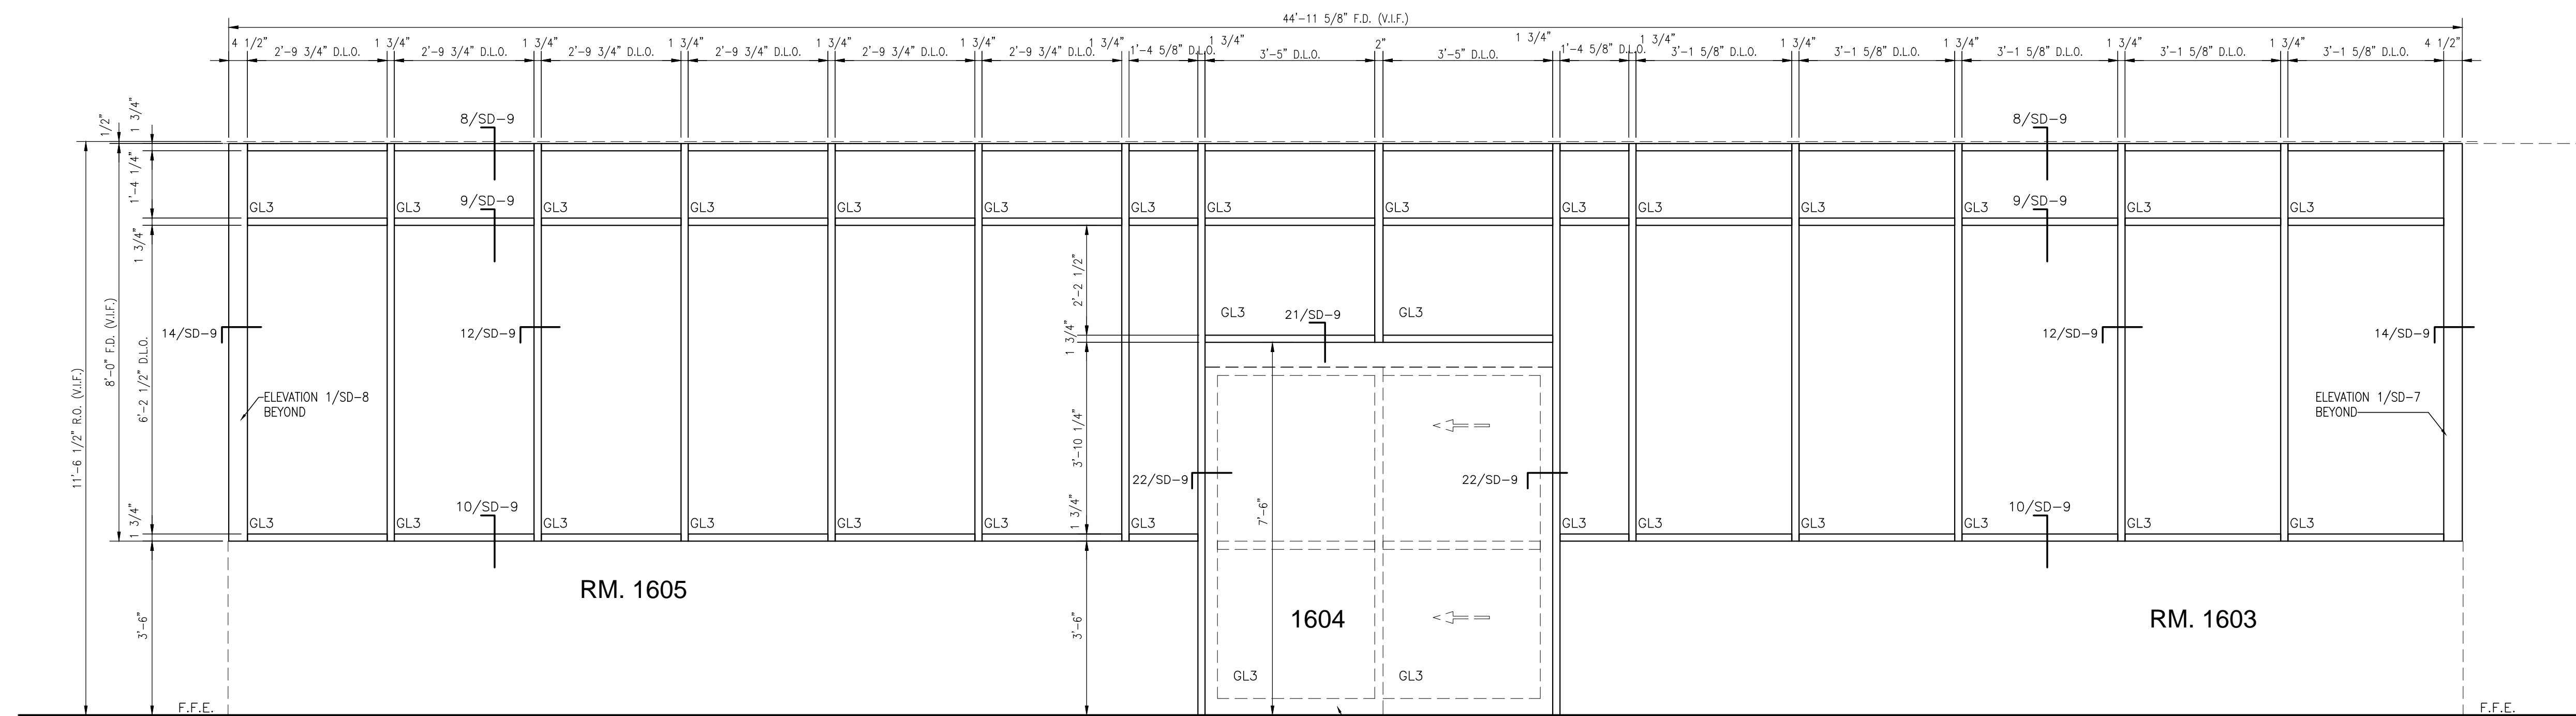 44'-11 5/8" F.D. (V.I.F.)
4 1/2" 2'-9 3/4" D.L.O. 1 3/4" 2'-9 3/4" D.L.O. 1 3/4" 2'-9 3/4" D.L.O. 1 3/4" 2'-9 3/4" D.L.O. 1 3/4" 2'-9 3/4" D.L.O. 1 3/4" 2'-9 3/4" D.L.O. 1 3/4" 1'-4 5/8" D.L.O. 1 3/4" 3'-5" D.L.O. 2" 3'-5" D.L.O. 1 3/4" 1'-4 5/8" D.L.O. 1 3/4" 3'-1 5/8" D.L.O. 1 3/4" 3'-1 5/8" D.L.O. 1 3/4" 3'-1 5/8" D.L.O. 1 3/4" 3'-1 5/8" D.L.O. 1 3/4" 3'-1 5/8" D.L.O. 4 1/2"
1/2"
1 3/4"
1'-4 1/4"
1 3/4"
6'-2 1/2" D.L.O.
1 3/4"
3'-6"
8'-0" F.D. (V.I.F.)
11'-6 1/2" R.O. (V.I.F.)
8/SD-9 8/SD-9
GL3 GL3 GL3 GL3 GL3 GL3 GL3 GL3 GL3 GL3 GL3 GL3 GL3 GL3 GL3
9/SD-9 9/SD-9
2'-2 1/2"
1 3/4"
3'-10 1/4"
1 3/4"
3'-6"
GL3 GL3
21/SD-9
14/SD-9 12/SD-9 12/SD-9 14/SD-9
ELEVATION 1/SD-8
BEYOND
ELEVATION 1/SD-7
BEYOND
22/SD-9 22/SD-9
7'-6"
10/SD-9 10/SD-9
GL3 GL3 GL3 GL3 GL3 GL3 GL3 GL3 GL3 GL3 GL3 GL3 GL3
RM. 1605
1604
RM. 1603
GL3 GL3
F.F.E. F.F.E.